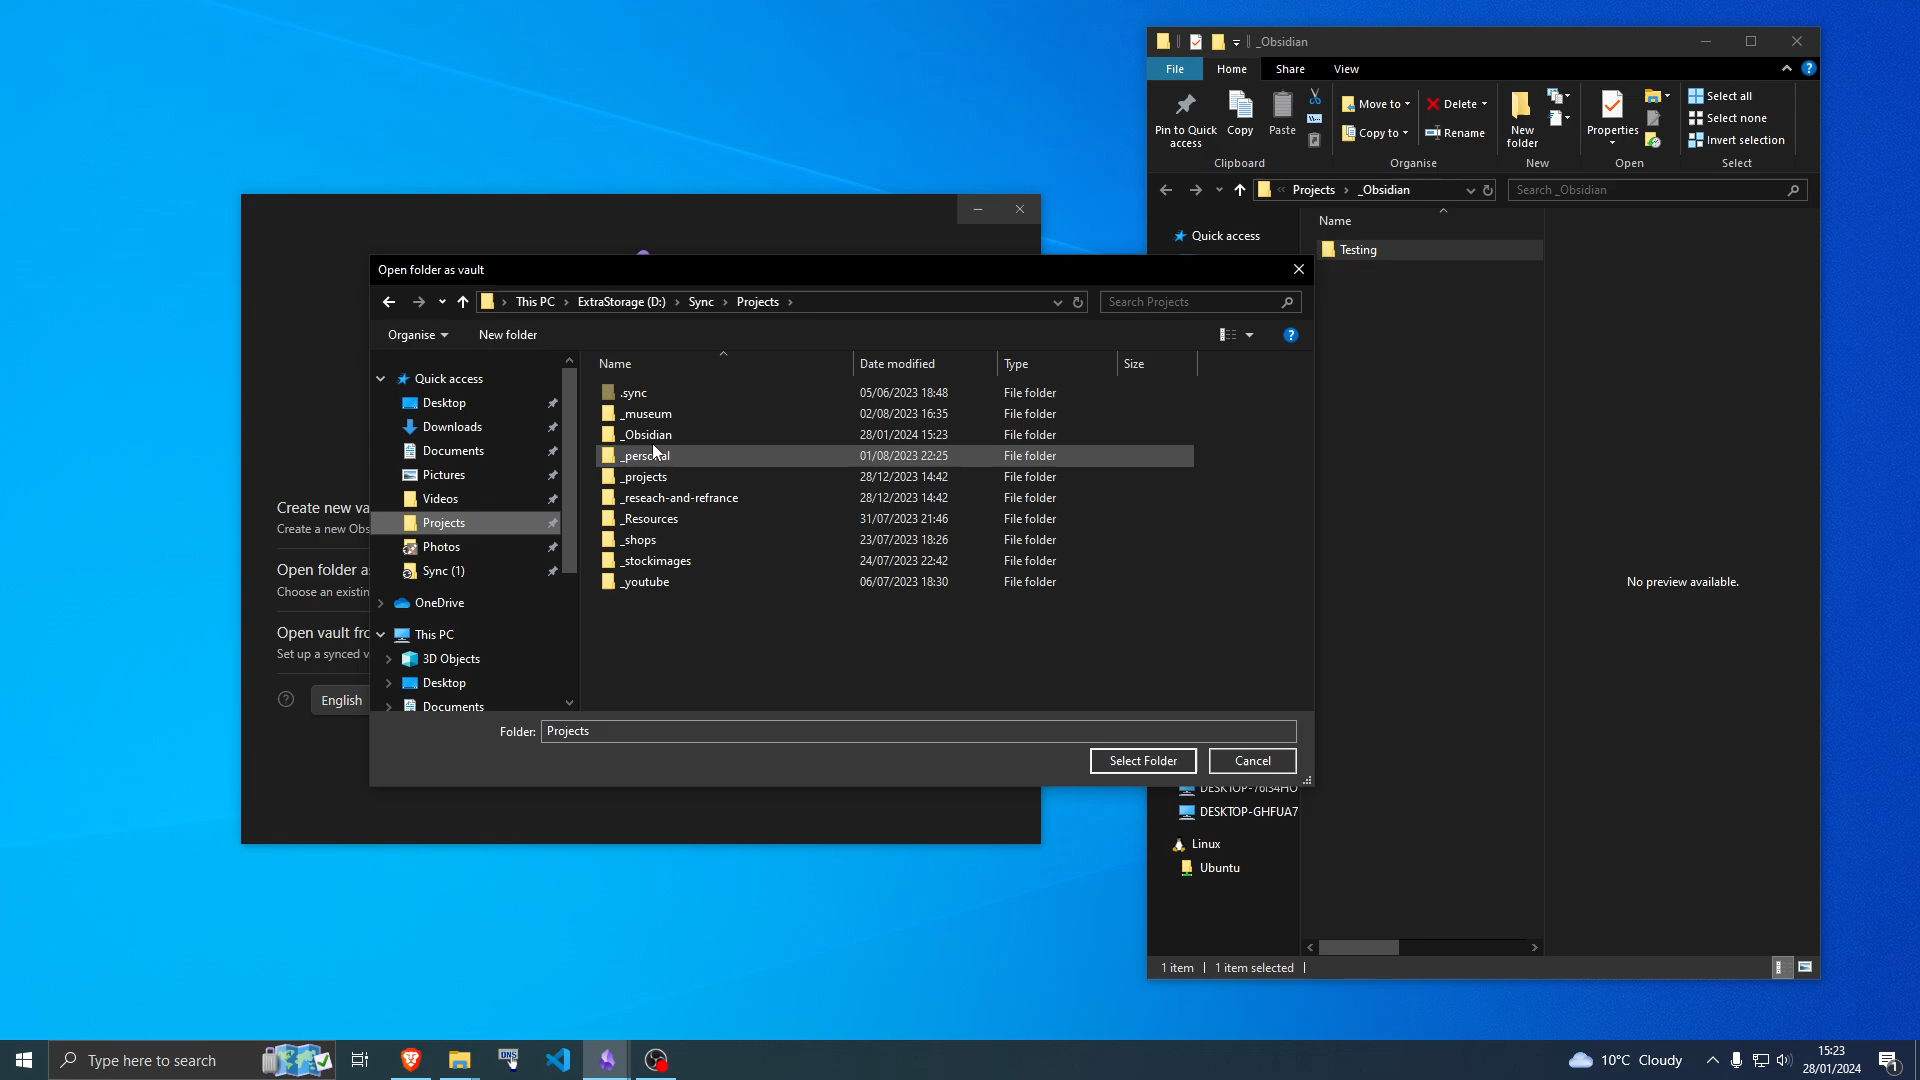 _Obsidian
File Home Share View
Pin to Quick access
Copy
Paste
Clipboard
Move to
Copy to
Delete
Rename
Organise
New folder
New
Properties
Open
Select all
Select none
Invert selection
Select
Projects _Obsidian
Search _Obsidian
Quick access
Name
Testing
No preview available.
DESKTOP-GHFUA7
Linux
Ubuntu
1 item 1 item selected
Open folder as vault
This PC ExtraStorage (D:) Sync Projects
Search Projects
Organise New folder
Quick access
Desktop
Downloads
Documents
Pictures
Videos
Projects
Photos
Sync (1)
OneDrive
This PC
3D Objects
Desktop
Documents
Name Date modified Type Size
.sync 05/06/2023 18:48 File folder
_museum 02/08/2023 16:35 File folder
_Obsidian 28/01/2024 15:23 File folder
_personal 01/08/2023 22:25 File folder
_projects 28/12/2023 14:42 File folder
_reseach-and-refrance 28/12/2023 14:42 File folder
_Resources 31/07/2023 21:46 File folder
_shops 23/07/2023 18:26 File folder
_stockimages 24/07/2023 22:42 File folder
_youtube 06/07/2023 18:30 File folder
Folder: Projects
Select Folder Cancel
Create new va
Create a new Obs
Open folder as
Choose an existin
Open vault fro
Set up a synced v
English
Type here to search
DNS
10°C Cloudy
15:23
28/01/2024
1